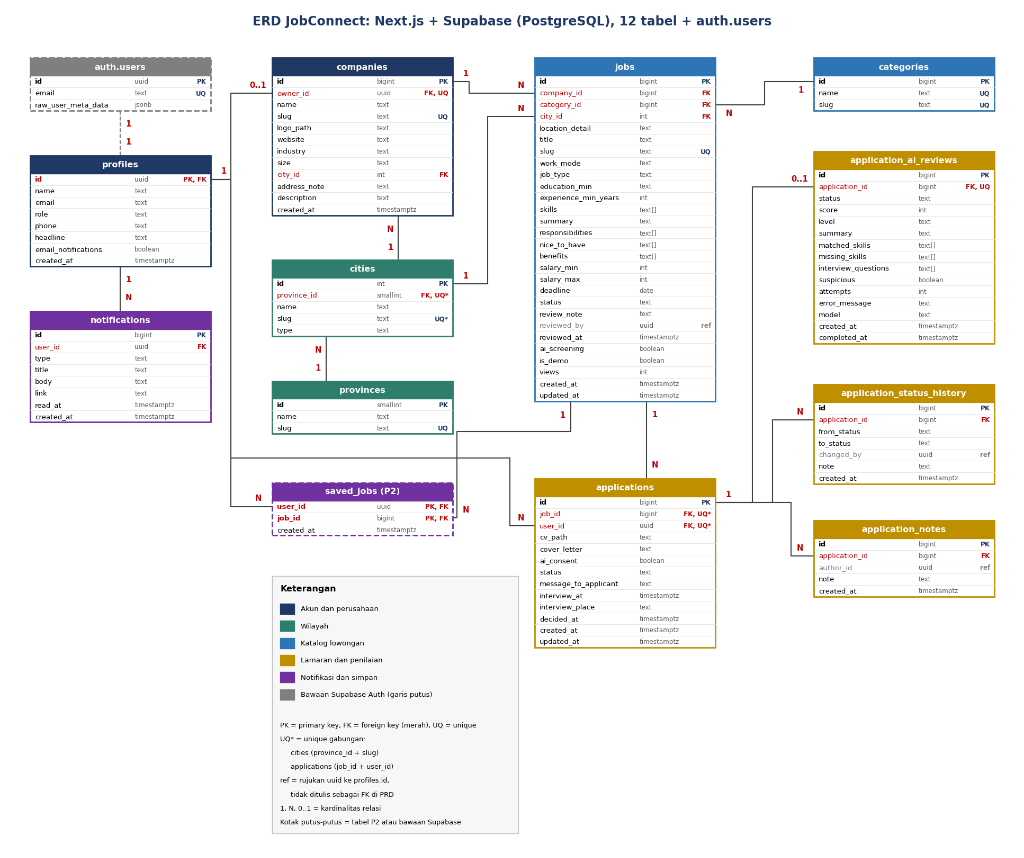 ERD JobConnect: Next.js + Supabase (PostgreSQL), 12 tabel + auth.users
auth.users
id uuid PK
email text UQ
raw_user_meta_data jsonb
1
1
profiles
id uuid PK, FK
name text
email text
role text
phone text
headline text
email_notifications boolean
created_at timestamptz
1
1
N
notifications
id bigint PK
user_id uuid FK
type text
title text
body text
link text
read_at timestamptz
created_at timestamptz
0..1
companies
id bigint PK
owner_id uuid FK, UQ
name text
slug text UQ
logo_path text
website text
industry text
size text
city_id int FK
address_note text
description text
created_at timestamptz
1
N
N
N
1
cities
id int PK
province_id smallint FK, UQ*
name text
slug text UQ*
type text
1
N
1
provinces
id smallint PK
name text
slug text UQ
N
saved_jobs (P2)
user_id uuid PK, FK
job_id bigint PK, FK
created_at timestamptz
N
jobs
id bigint PK
company_id bigint FK
category_id bigint FK
city_id int FK
location_detail text
title text
slug text UQ
work_mode text
job_type text
education_min text
experience_min_years int
skills text[]
summary text
responsibilities text[]
nice_to_have text[]
benefits text[]
salary_min int
salary_max int
deadline date
status text
review_note text
reviewed_by uuid ref
reviewed_at timestamptz
ai_screening boolean
is_demo boolean
views int
created_at timestamptz
updated_at timestamptz
1
1
N
N
applications
id bigint PK
job_id bigint FK, UQ*
user_id uuid FK, UQ*
cv_path text
cover_letter text
ai_consent boolean
status text
message_to_applicant text
interview_at timestamptz
interview_place text
decided_at timestamptz
created_at timestamptz
updated_at timestamptz
1
N
1
categories
id bigint PK
name text UQ
slug text UQ
0..1
application_ai_reviews
id bigint PK
application_id bigint FK, UQ
status text
score int
level text
summary text
matched_skills text[]
missing_skills text[]
interview_questions text[]
suspicious boolean
attempts int
error_message text
model text
created_at timestamptz
completed_at timestamptz
N
application_status_history
id bigint PK
application_id bigint FK
from_status text
to_status text
changed_by uuid ref
note text
created_at timestamptz
N
application_notes
id bigint PK
application_id bigint FK
author_id uuid ref
note text
created_at timestamptz
Keterangan
Akun dan perusahaan
Wilayah
Katalog lowongan
Lamaran dan penilaian
Notifikasi dan simpan
Bawaan Supabase Auth (garis putus)
PK = primary key, FK = foreign key (merah), UQ = unique
UQ* = unique gabungan:
cities (province_id + slug)
applications (job_id + user_id)
ref = rujukan uuid ke profiles.id,
tidak ditulis sebagai FK di PRD
1, N, 0..1 = kardinalitas relasi
Kotak putus-putus = tabel P2 atau bawaan Supabase